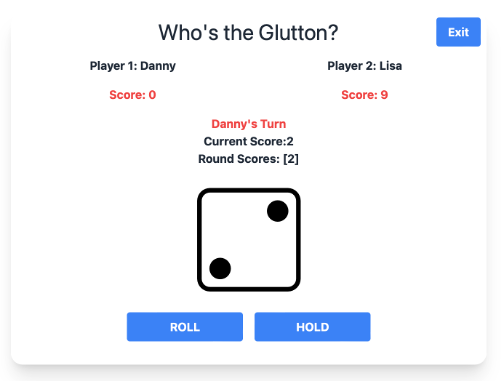 Who's the Glutton?
Exit
Player 1: Danny
Player 2: Lisa
Score: 0
Score: 9
Danny's Turn
Current Score:2
Round Scores: [2]
ROLL
HOLD